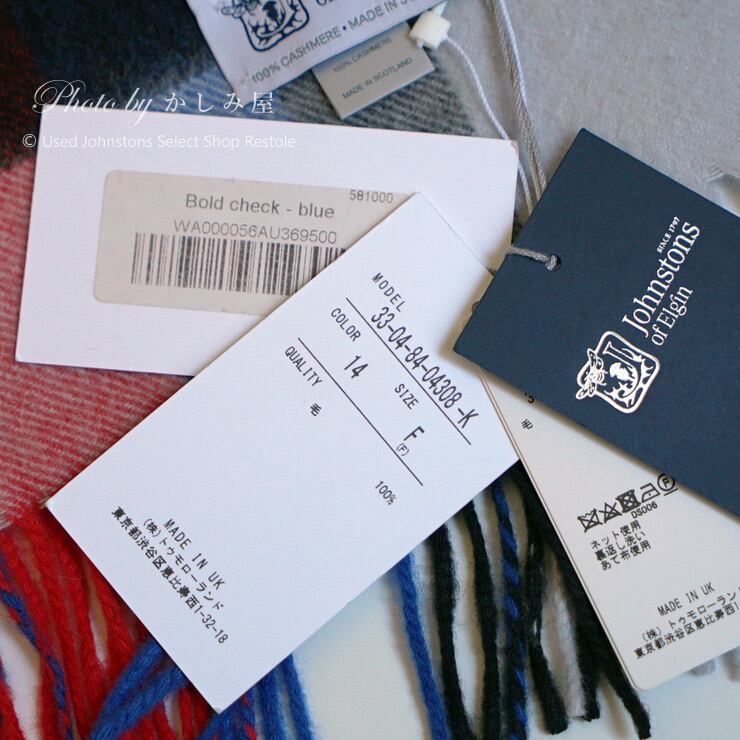 100% CASHMERE • MADE IN
100% CASHMERE
MADE IN SCOTLAND
Photo by かしみ屋
© Used Johnstons Select Shop Restole
581000
Bold check - blue
WA000056AU369500
MODEL
33-04-84-04308-K
COLOR
14
SIZE
F
(F)
QUALITY
毛
100%
MADE IN UK
(株)トゥモローランド
東京都渋谷区恵比寿西1-32-18
SINCE 1797
Johnstons
of Elgin
毛
DS006
ネット使用
裏返し洗い
あて布使用
MADE IN UK
(株)トゥモローランド
東京都渋谷区恵比寿西1-32-18